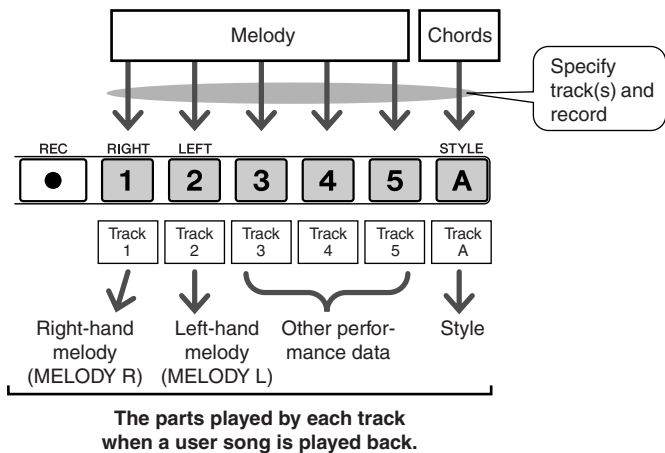 Melody
Chords
Specify
track(s) and
record
REC
RIGHT
LEFT
STYLE
1
2
3
4
5
A
Track
1
Track
2
Track
3
Track
4
Track
5
Track
A
Right-hand
melody
(MELODY R)
Left-hand
melody
(MELODY L)
Other perfor-
mance data
Style
The parts played by each track
when a user song is played back.